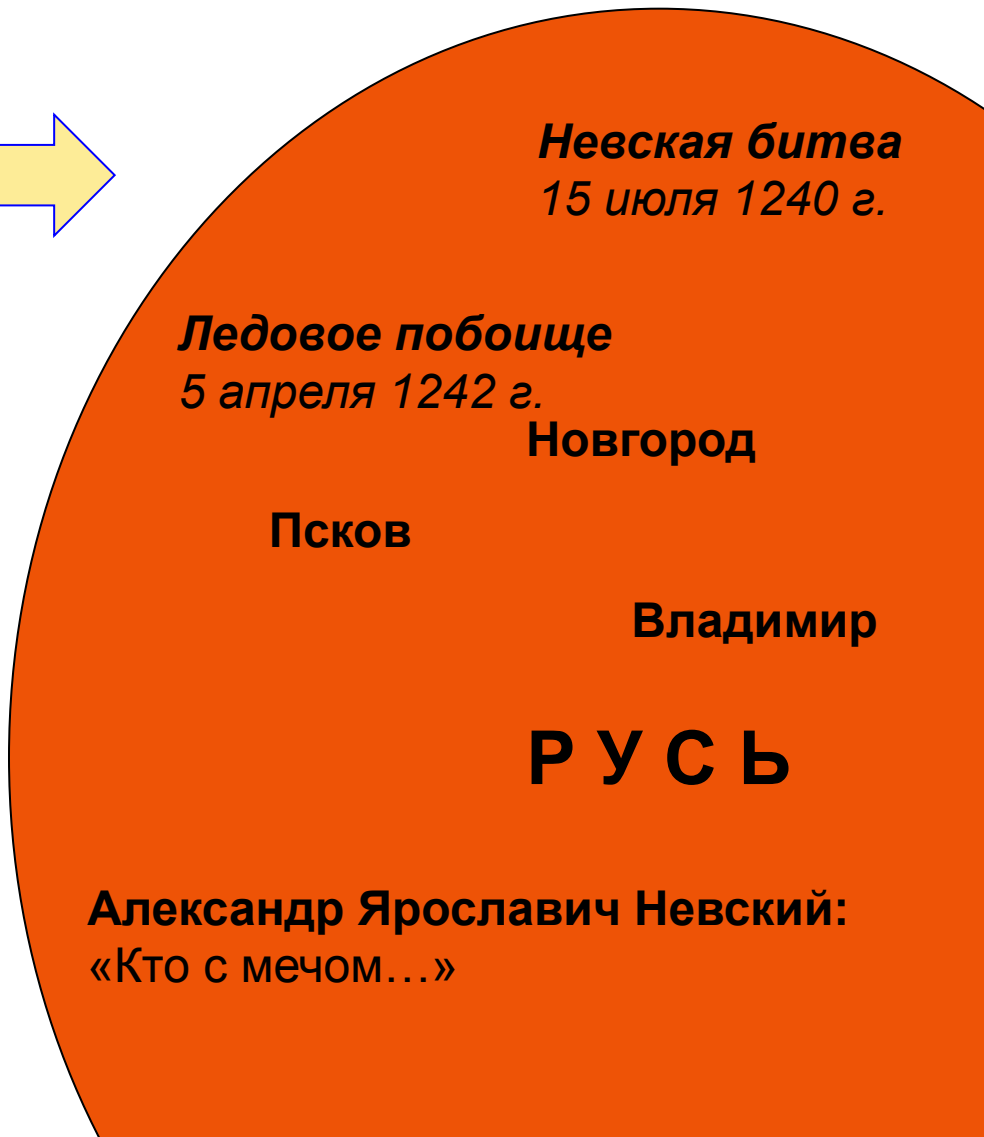 Невская битва
15 июля 1240 г.
Ледовое побоище
5 апреля 1242 г.
Новгород
Псков
Владимир
Р У С Ь
Александр Ярославич Невский:
«Кто с мечом…»